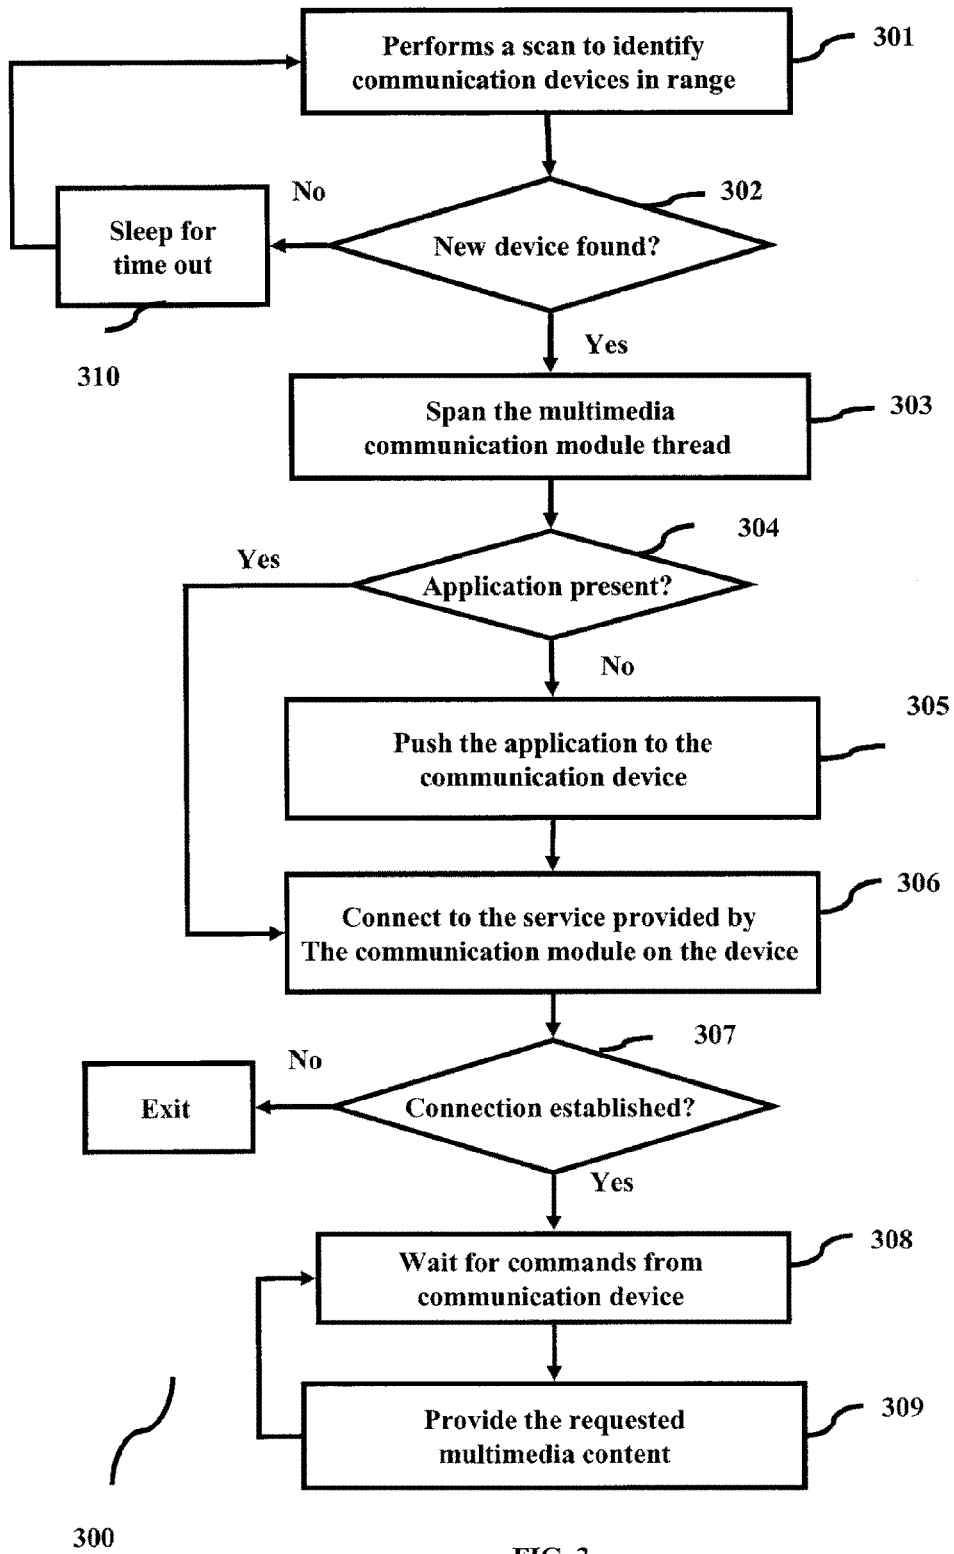 Performs a scan to identify
communication devices in range
301
302
No
New device found?
Sleep for
time out
310
Yes
Span the multimedia
communication module thread
303
304
Yes
Application present?
No
305
Push the application to the
communication device
306
Connect to the service provided by
The communication module on the device
307
No
Connection established?
Exit
Yes
308
Wait for commands from
communication device
309
Provide the requested
multimedia content
300
FIG. 3